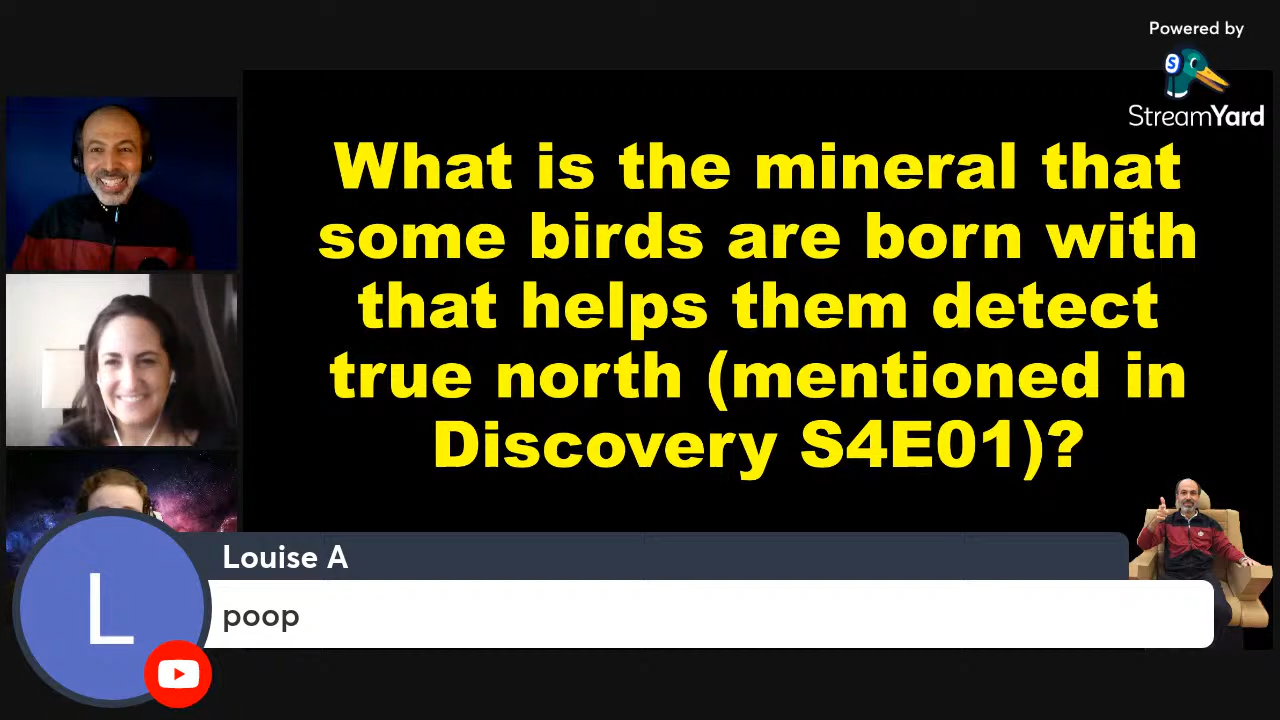 Powered by
S
StreamYard
What is the mineral that
some birds are born with
that helps them detect
true north (mentioned in
Discovery S4E01)?
Louise A
L
poop